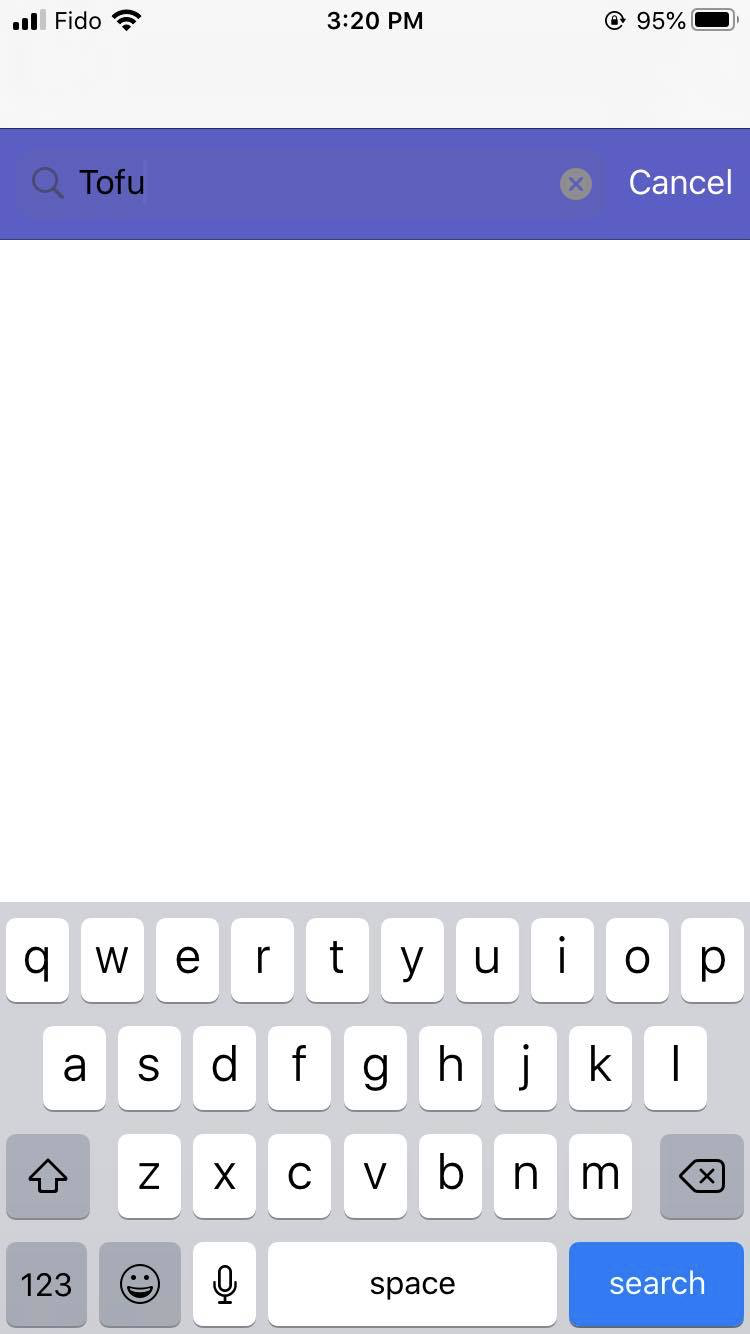 Fido 3:20 PM 95%
Tofu Cancel
q w e r t y u i o p
a s d f g h j k l
z x c v b n m
123 space search